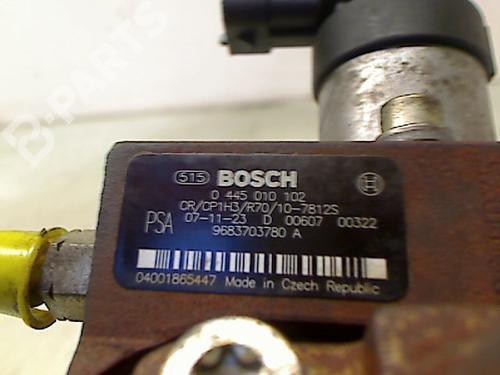 B-PARTS
515 BOSCH
0 445 010 102
CR/CP1H3/R70/10-7812S
PSA 07-11-23 D 00607 00322
9683703780 A
04001865447 Made in Czech Republic